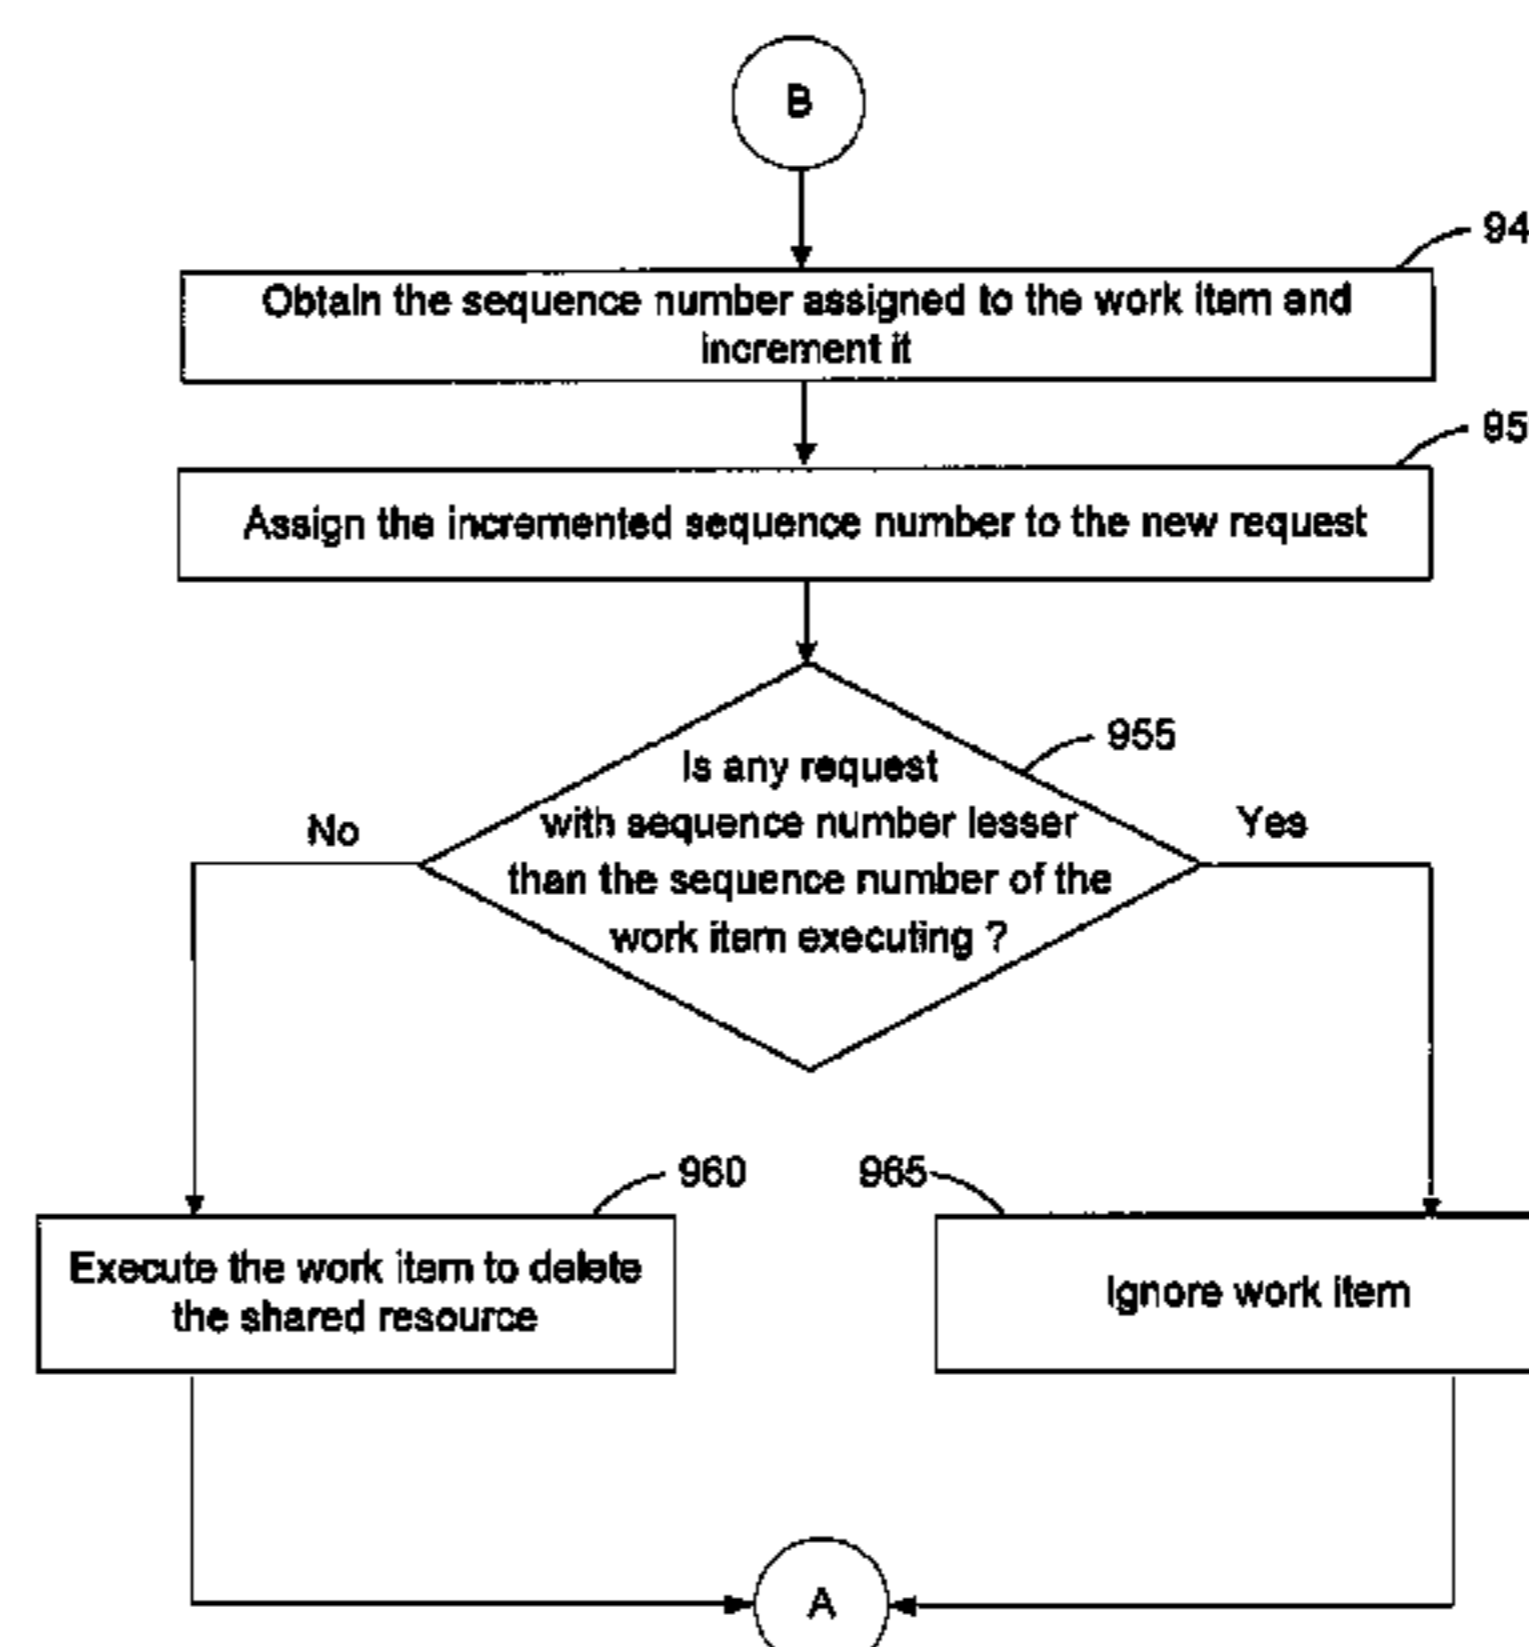 B
94
Obtain the sequence number assigned to the work item and
increment it
95
Assign the incremented sequence number to the new request
955
Is any request
with sequence number lesser
than the sequence number of the
work item executing ?
No
Yes
960
965
Execute the work item to delete
the shared resource
Ignore work item
A